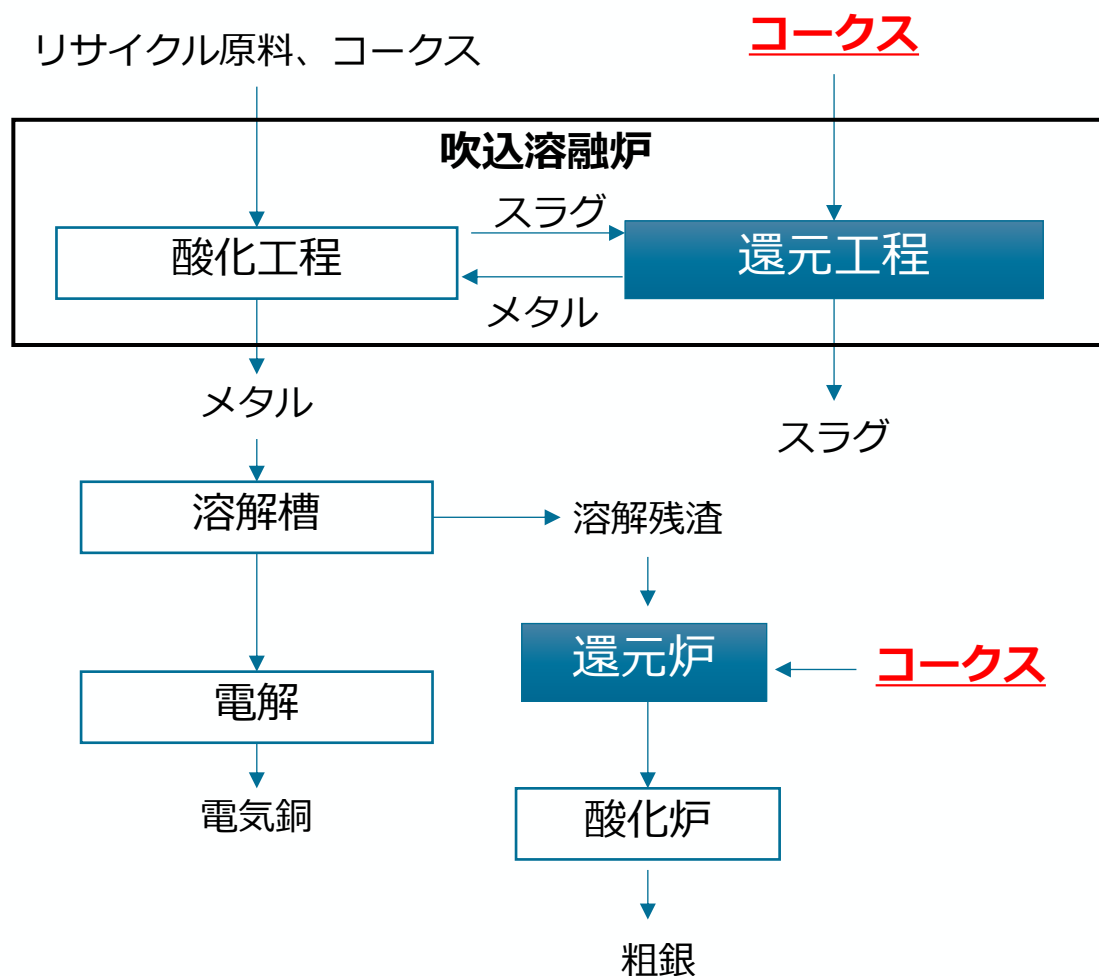 リサイクル原料、コークス
コークス
吹込溶融炉
スラグ
酸化工程
還元工程
メタル
メタル
スラグ
溶解槽
溶解残渣
還元炉
コークス
電解
電気銅
酸化炉
粗銀